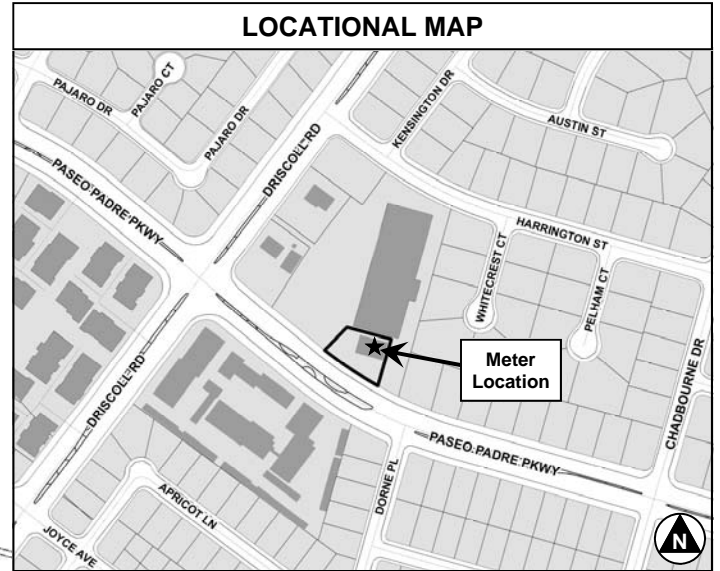 LOCATIONAL MAP
PAJARO CT
PAJARO DR
PAJARO DR
DRISCOLL RD
KENSINGTON DR
AUSTIN ST
PASEO PADRE PKWY
HARRINGTON ST
WHITECREST CT
PELHAM CT
Meter
Location
CHADBOURNE DR
DRISCOLL RD
PASEO PADRE PKWY
DORNE PL
APRICOT LN
JOYCE AVE
N